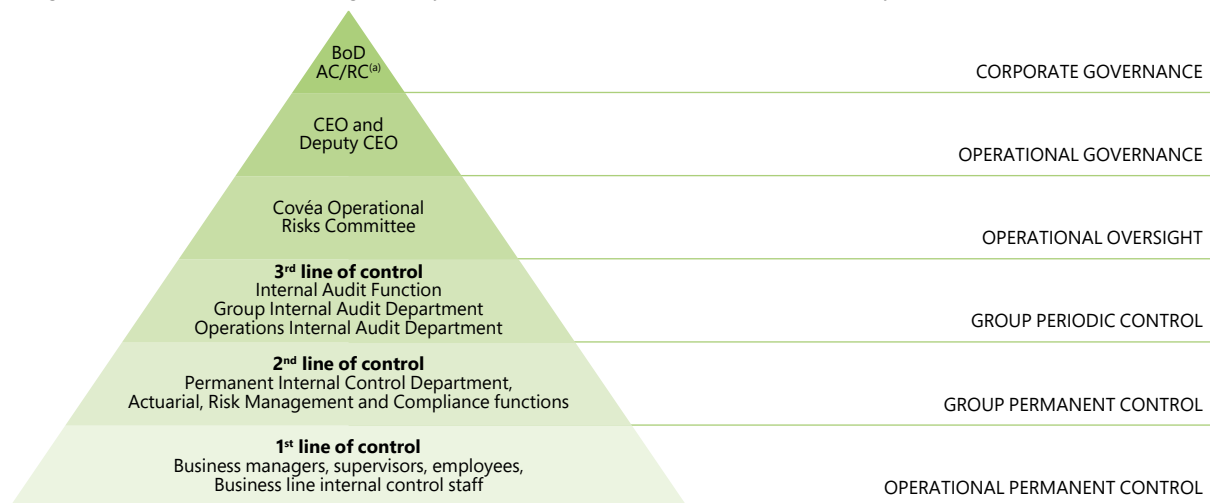 BoD
AC/RC(a)
CORPORATE GOVERNANCE
CEO and
Deputy CEO
OPERATIONAL GOVERNANCE
Covéa Operational
Risks Committee
OPERATIONAL OVERSIGHT
3rd line of control
Internal Audit Function
Group Internal Audit Department
Operations Internal Audit Department
GROUP PERIODIC CONTROL
2nd line of control
Permanent Internal Control Department,
Actuarial, Risk Management and Compliance functions
GROUP PERMANENT CONTROL
1st line of control
Business managers, supervisors, employees,
Business line internal control staff
OPERATIONAL PERMANENT CONTROL